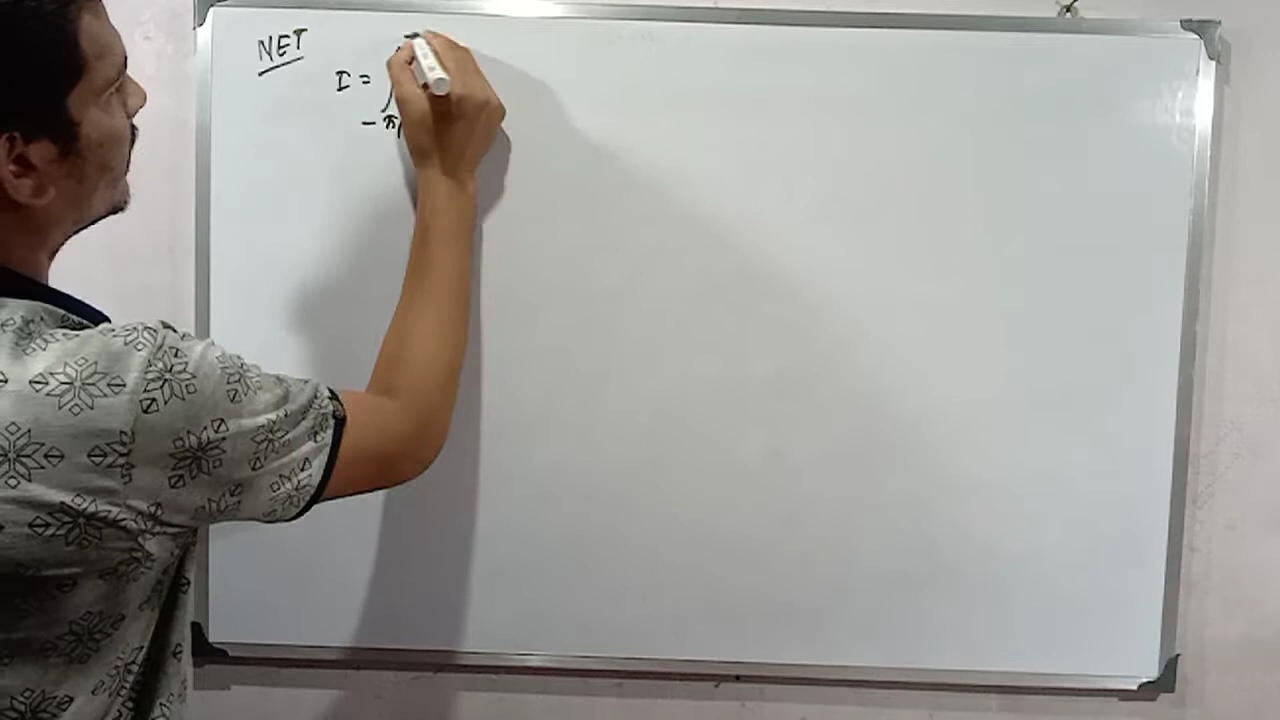 NET
I = ∫
- π